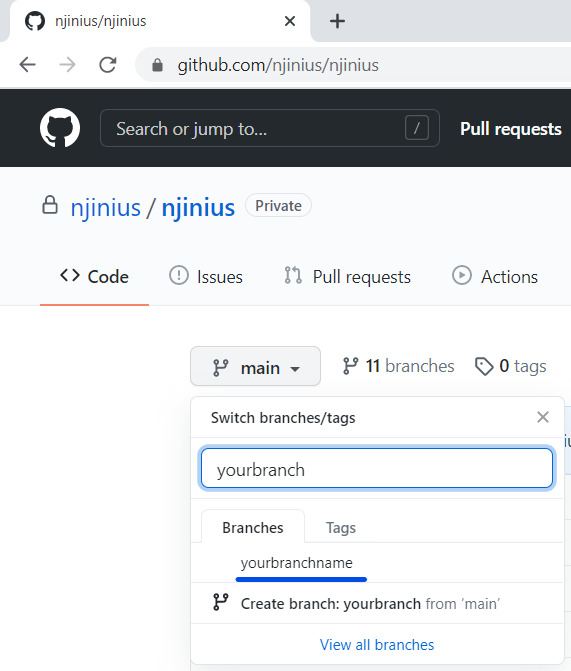 njinius/njinius
github.com/njinius/njinius
Search or jump to... /
Pull requests
njinius / njinius Private
Code Issues Pull requests Actions
main 11 branches 0 tags
Switch branches/tags
yourbranch
Branches Tags
yourbranchname
Create branch: yourbranch from 'main'
View all branches